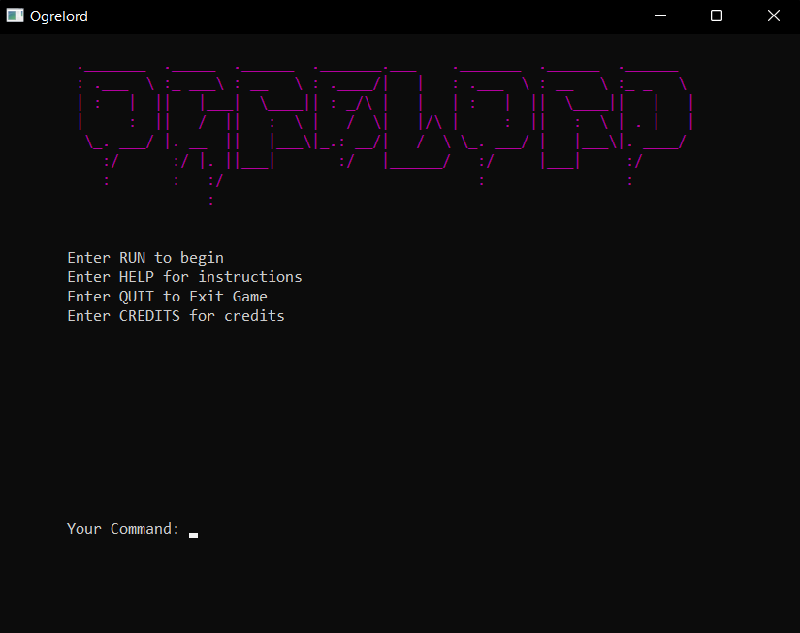 Ogrelord
OGRELORD
Enter RUN to begin
Enter HELP for instructions
Enter QUIT to Exit Game
Enter CREDITS for credits
Your Command: